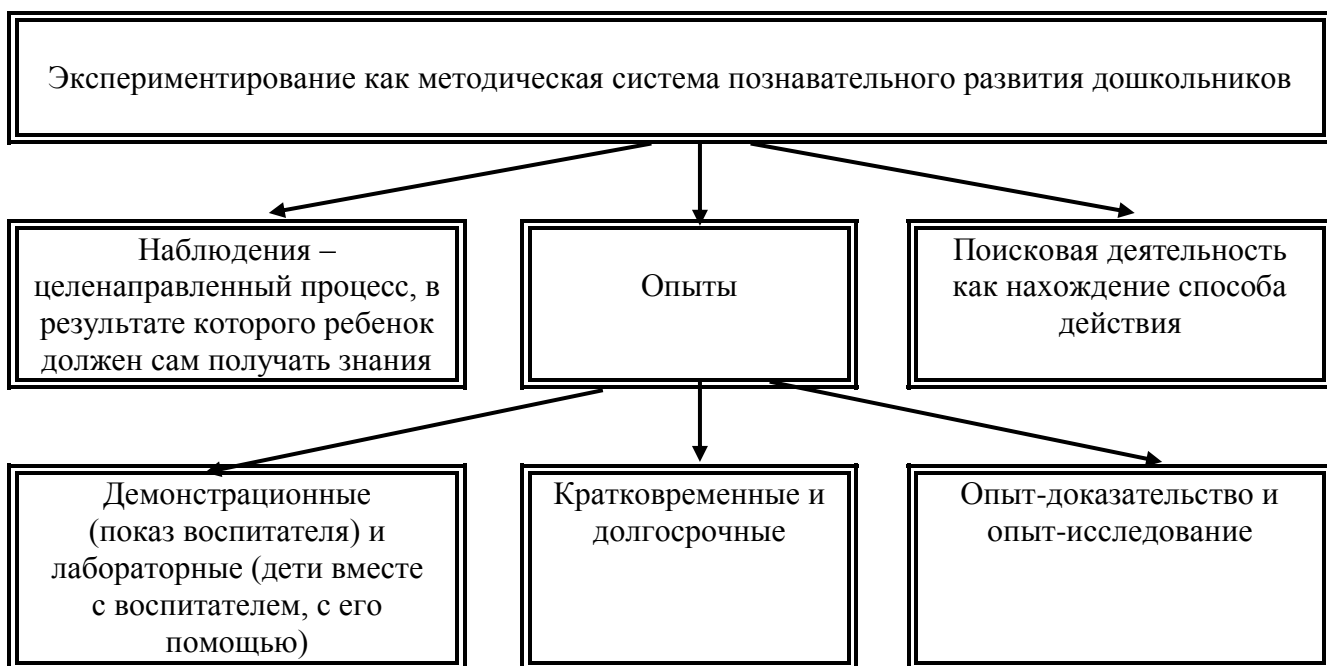 Экспериментирование как методическая система познавательного развития дошкольников
Наблюдения –
целенаправленный процесс, в
результате которого ребенок
должен сам получать знания
Опыты
Поисковая деятельность
как нахождение способа
действия
Демонстрационные
(показ воспитателя) и
лабораторные (дети вместе
с воспитателем, с его
помощью)
Кратковременные и
долгосрочные
Опыт-доказательство и
опыт-исследование